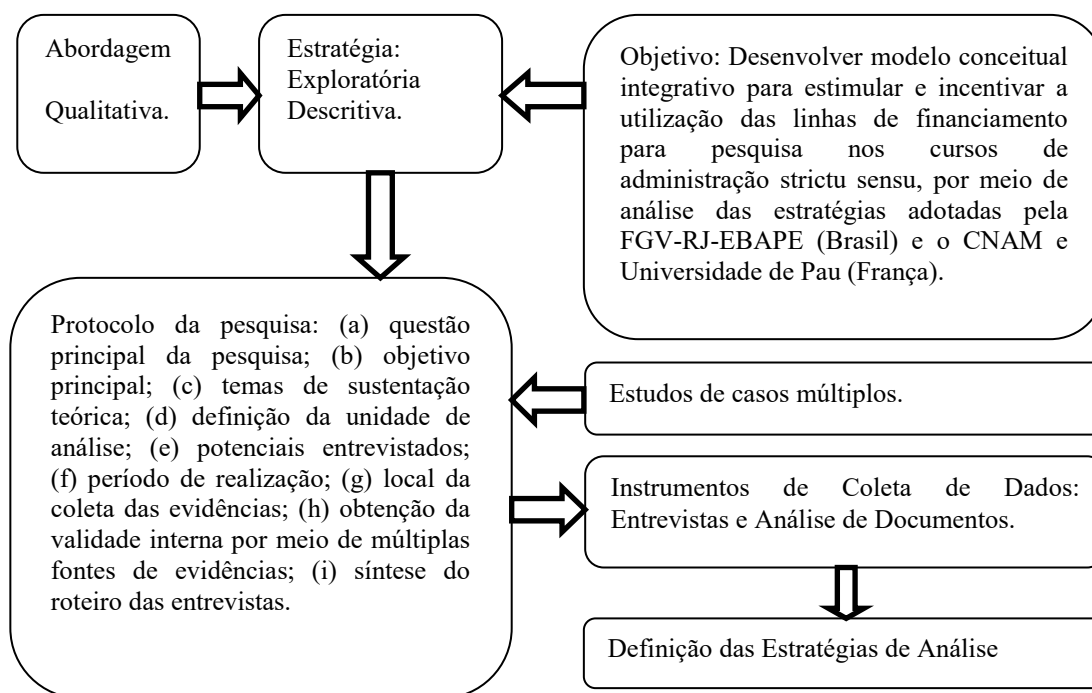 Abordagem
Qualitativa.
Estratégia:
Exploratória
Descritiva.
Objetivo: Desenvolver modelo conceitual
integrativo para estimular e incentivar a
utilização das linhas de financiamento
para pesquisa nos cursos de
administração strictu sensu, por meio de
análise das estratégias adotadas pela
FGV-RJ-EBAPE (Brasil) e o CNAM e
Universidade de Pau (França).
Protocolo da pesquisa: (a) questão
principal da pesquisa; (b) objetivo
principal; (c) temas de sustentação
teórica; (d) definição da unidade de
análise; (e) potenciais entrevistados;
(f) período de realização; (g) local da
coleta das evidências; (h) obtenção da
validade interna por meio de múltiplas
fontes de evidências; (i) síntese do
roteiro das entrevistas.
Estudos de casos múltiplos.
Instrumentos de Coleta de Dados:
Entrevistas e Análise de Documentos.
Definição das Estratégias de Análise